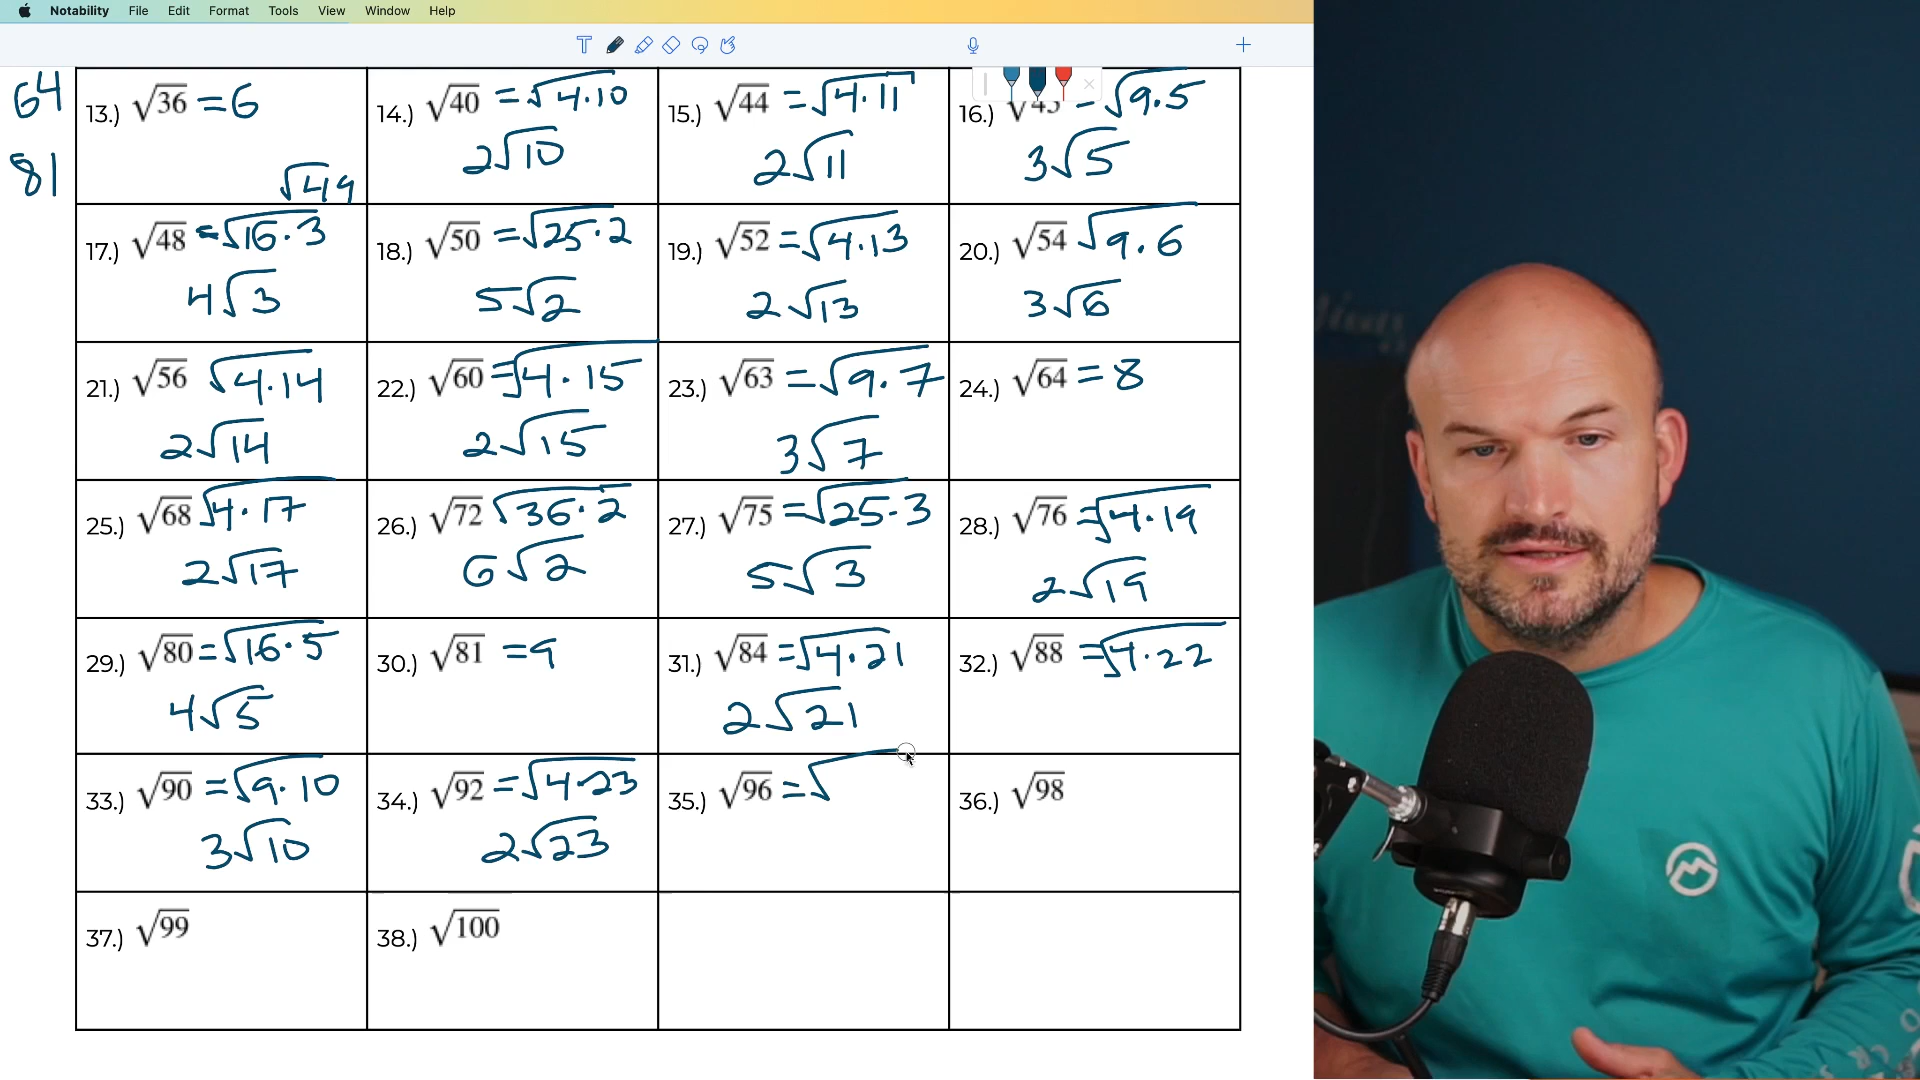 Notability File Edit Format Tools View Window Help
64
81
13.) √36 = 6
√49
14.) √40 = √4·10
2√10
15.) √44 = √4·11
2√11
16.) √45 = √9·5
3√5
17.) √48 = √16·3
4√3
18.) √50 = √25·2
5√2
19.) √52 = √4·13
2√13
20.) √54 √9·6
3√6
21.) √56 √4·14
2√14
22.) √60 = √4·15
2√15
23.) √63 = √9·7
3√7
24.) √64 = 8
25.) √68 √4·17
2√17
26.) √72 √36·2
6√2
27.) √75 = √25·3
5√3
28.) √76 = √4·19
2√19
29.) √80 = √16·5
4√5
30.) √81 = 9
31.) √84 = √4·21
2√21
32.) √88 = √4·22
33.) √90 = √9·10
3√10
34.) √92 = √4·23
2√23
35.) √96 = √
36.) √98
37.) √99
38.) √100